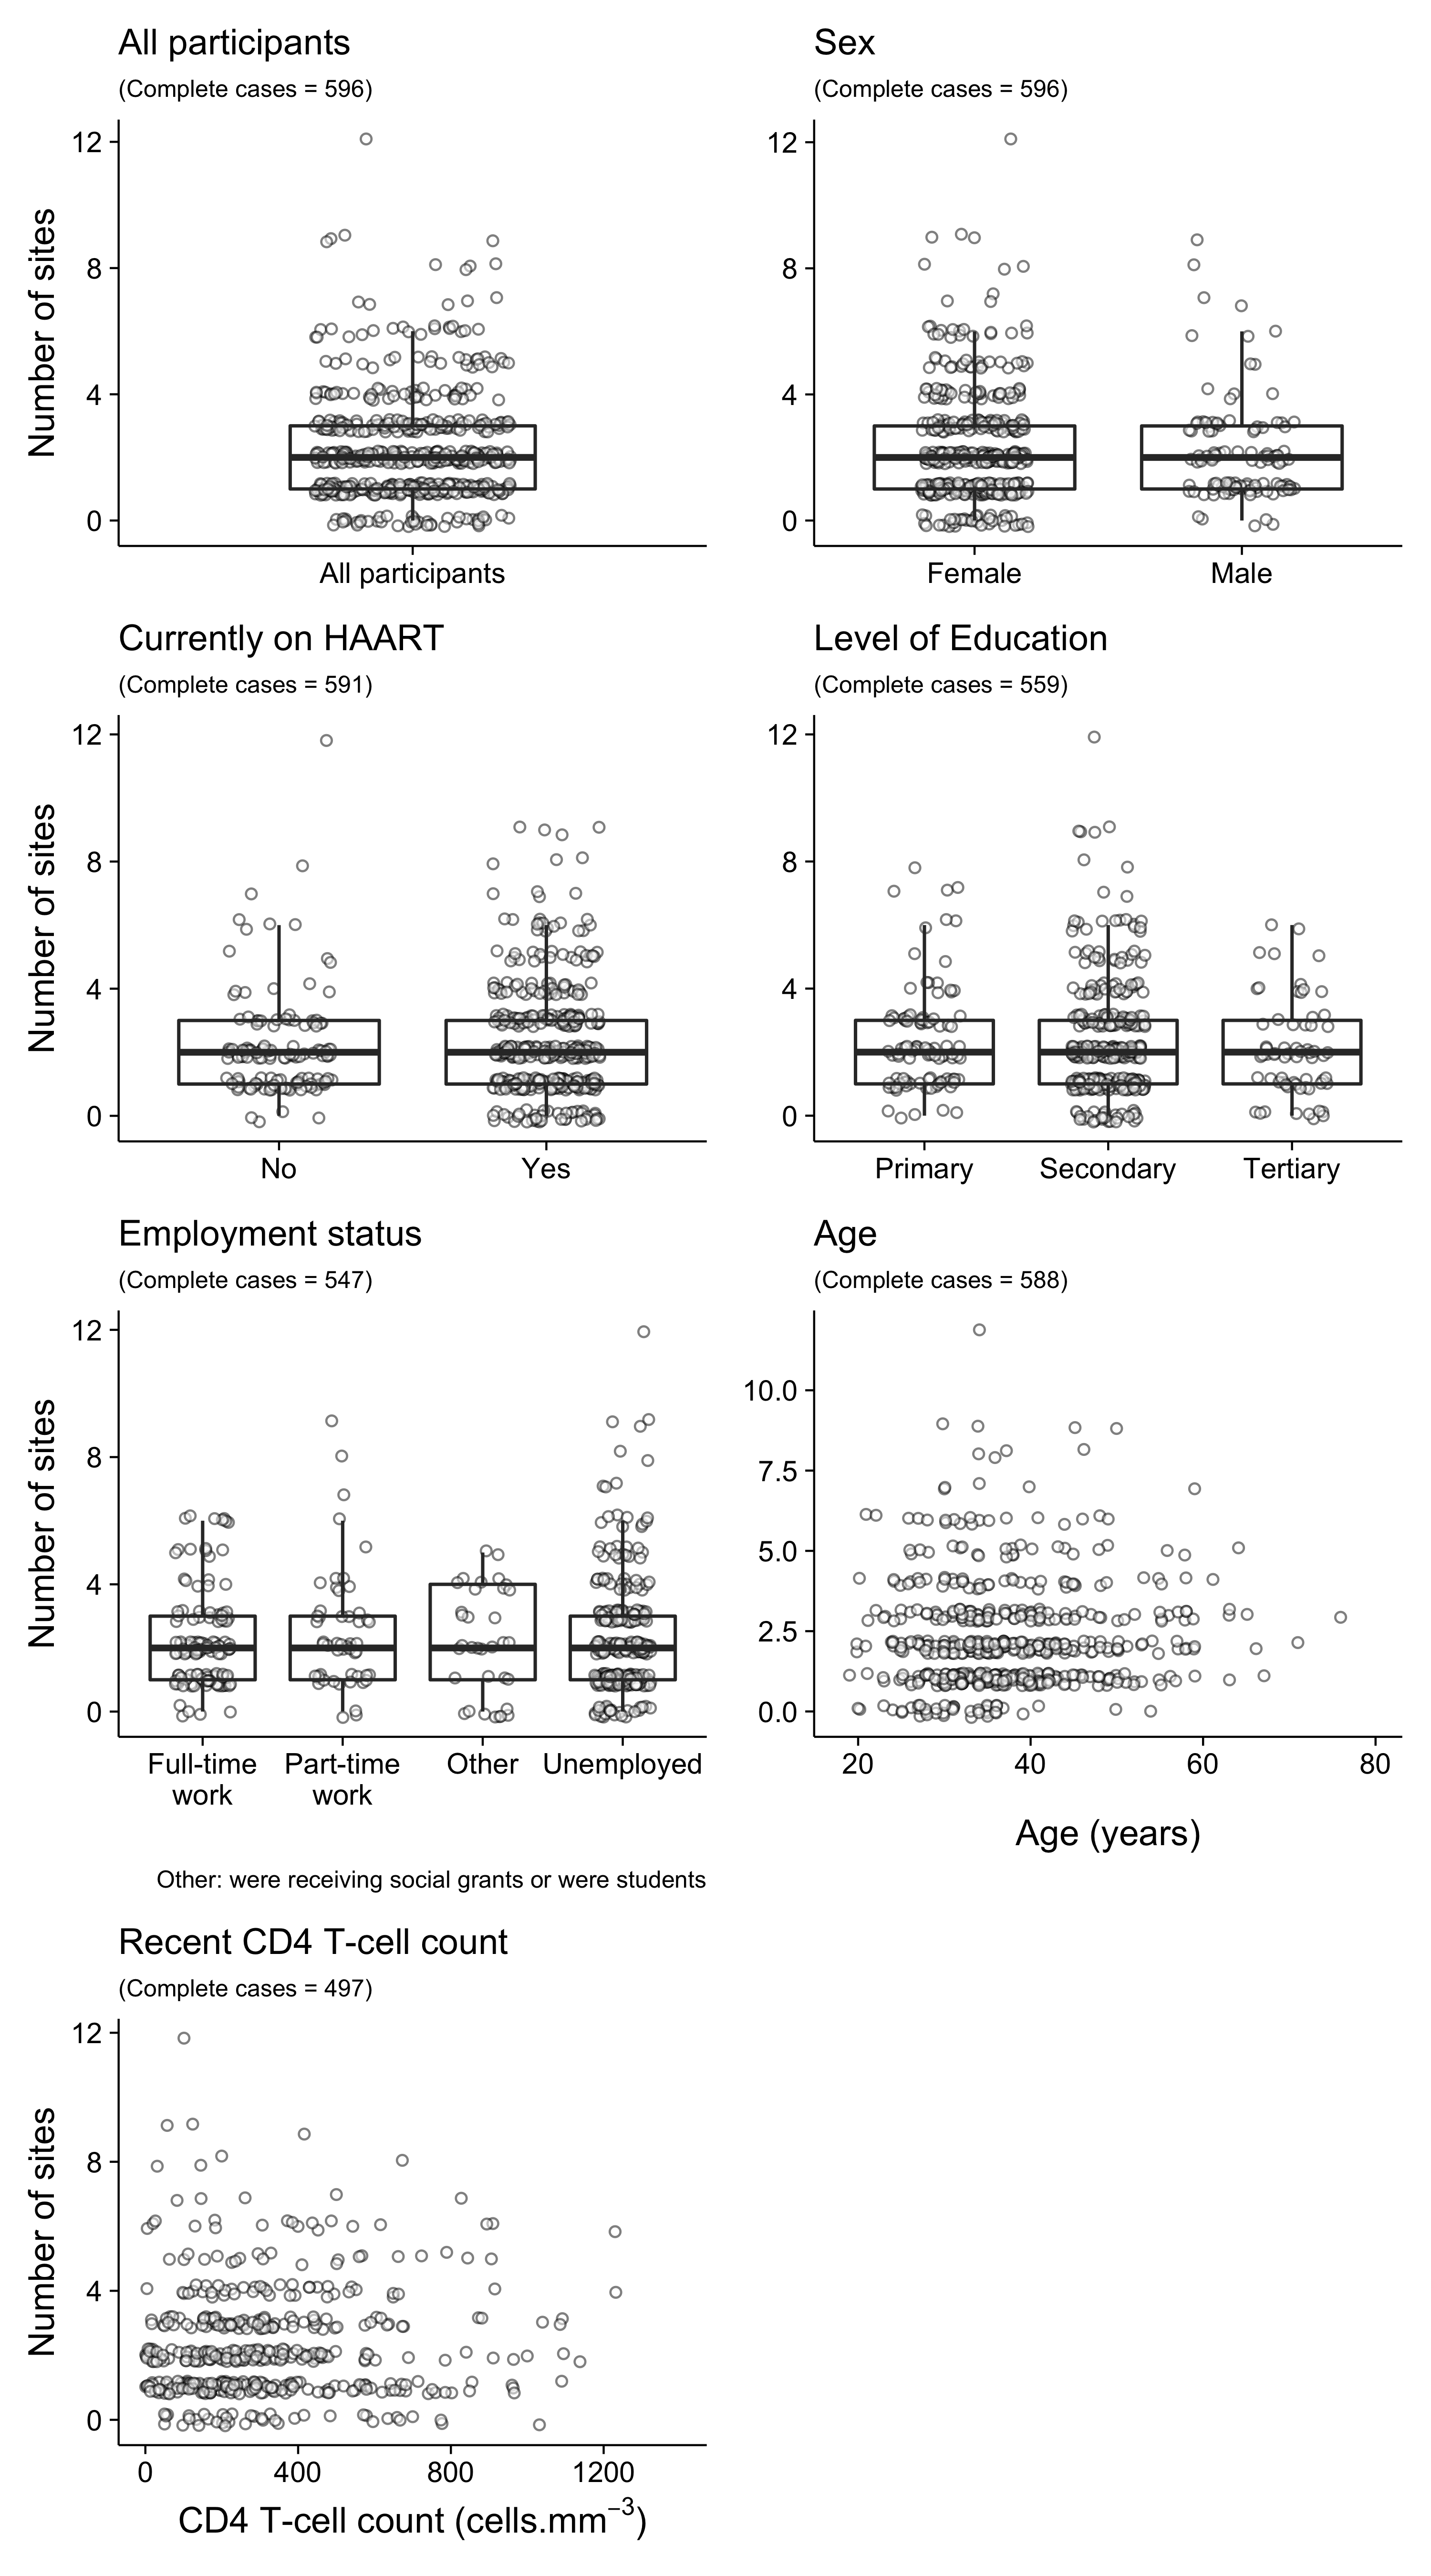 All participants
(Complete cases = 596)
Number of sites
12
8
4
0
All participants
Sex
(Complete cases = 596)
12
8
4
0
Female Male
Currently on HAART
(Complete cases = 591)
Number of sites
12
8
4
0
No Yes
Level of Education
(Complete cases = 559)
12
8
4
0
Primary Secondary Tertiary
Employment status
(Complete cases = 547)
Number of sites
12
8
4
0
Full-time Part-time Other Unemployed
work work
Other: were receiving social grants or were students
Age
(Complete cases = 588)
10.0
7.5
5.0
2.5
0.0
20 40 60 80
Age (years)
Recent CD4 T-cell count
(Complete cases = 497)
Number of sites
12
8
4
0
0 400 800 1200
CD4 T-cell count (cells.mm⁻³)